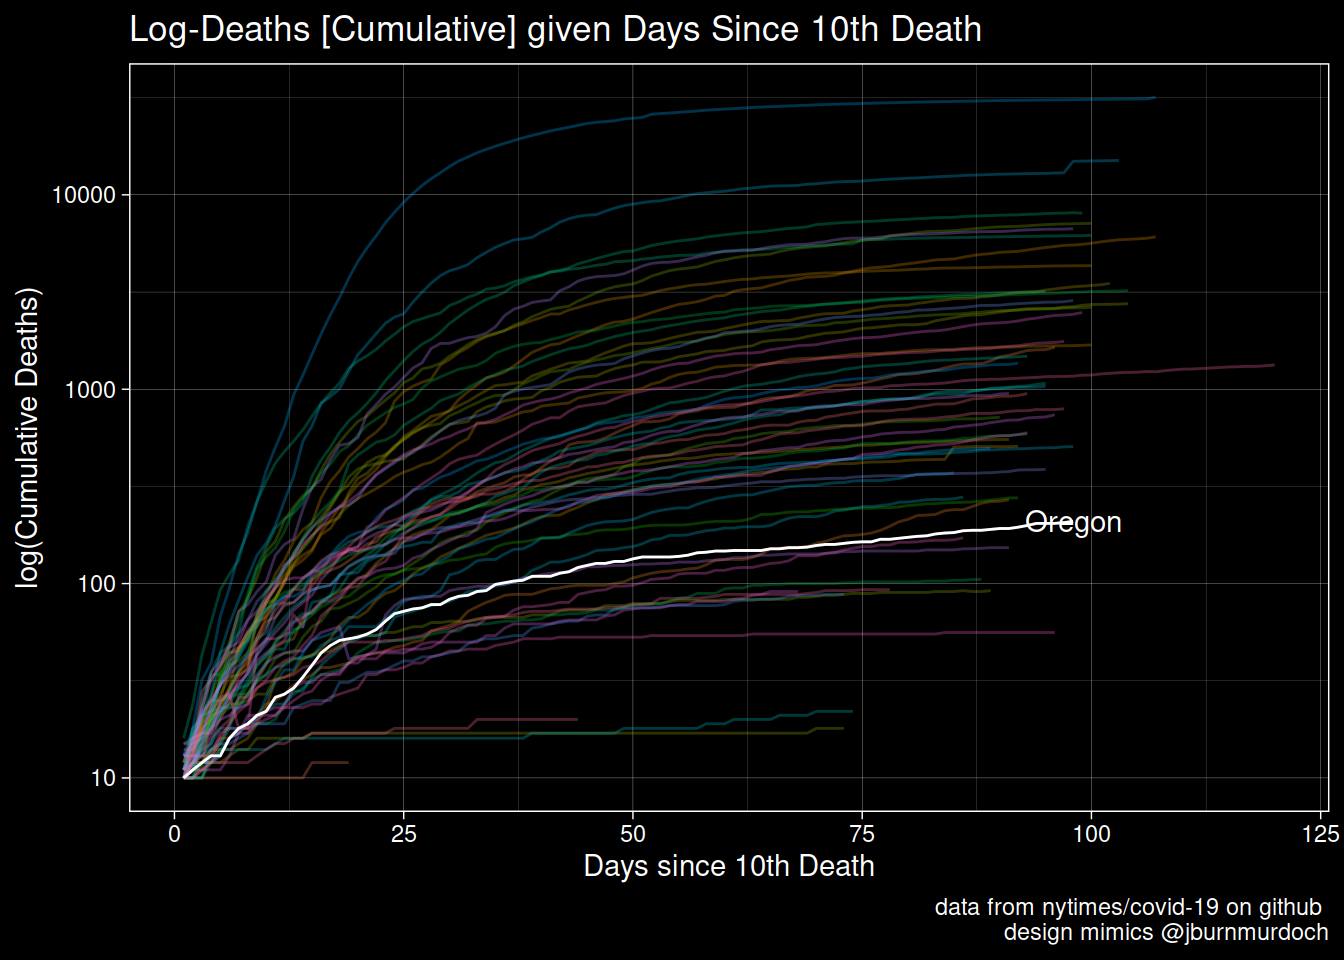 Log-Deaths [Cumulative] given Days Since 10th Death
log(Cumulative Deaths)
10000
1000
100
10
Oregon
0 25 50 75 100 125
Days since 10th Death
data from nytimes/covid-19 on github
design mimics @jburnmurdoch